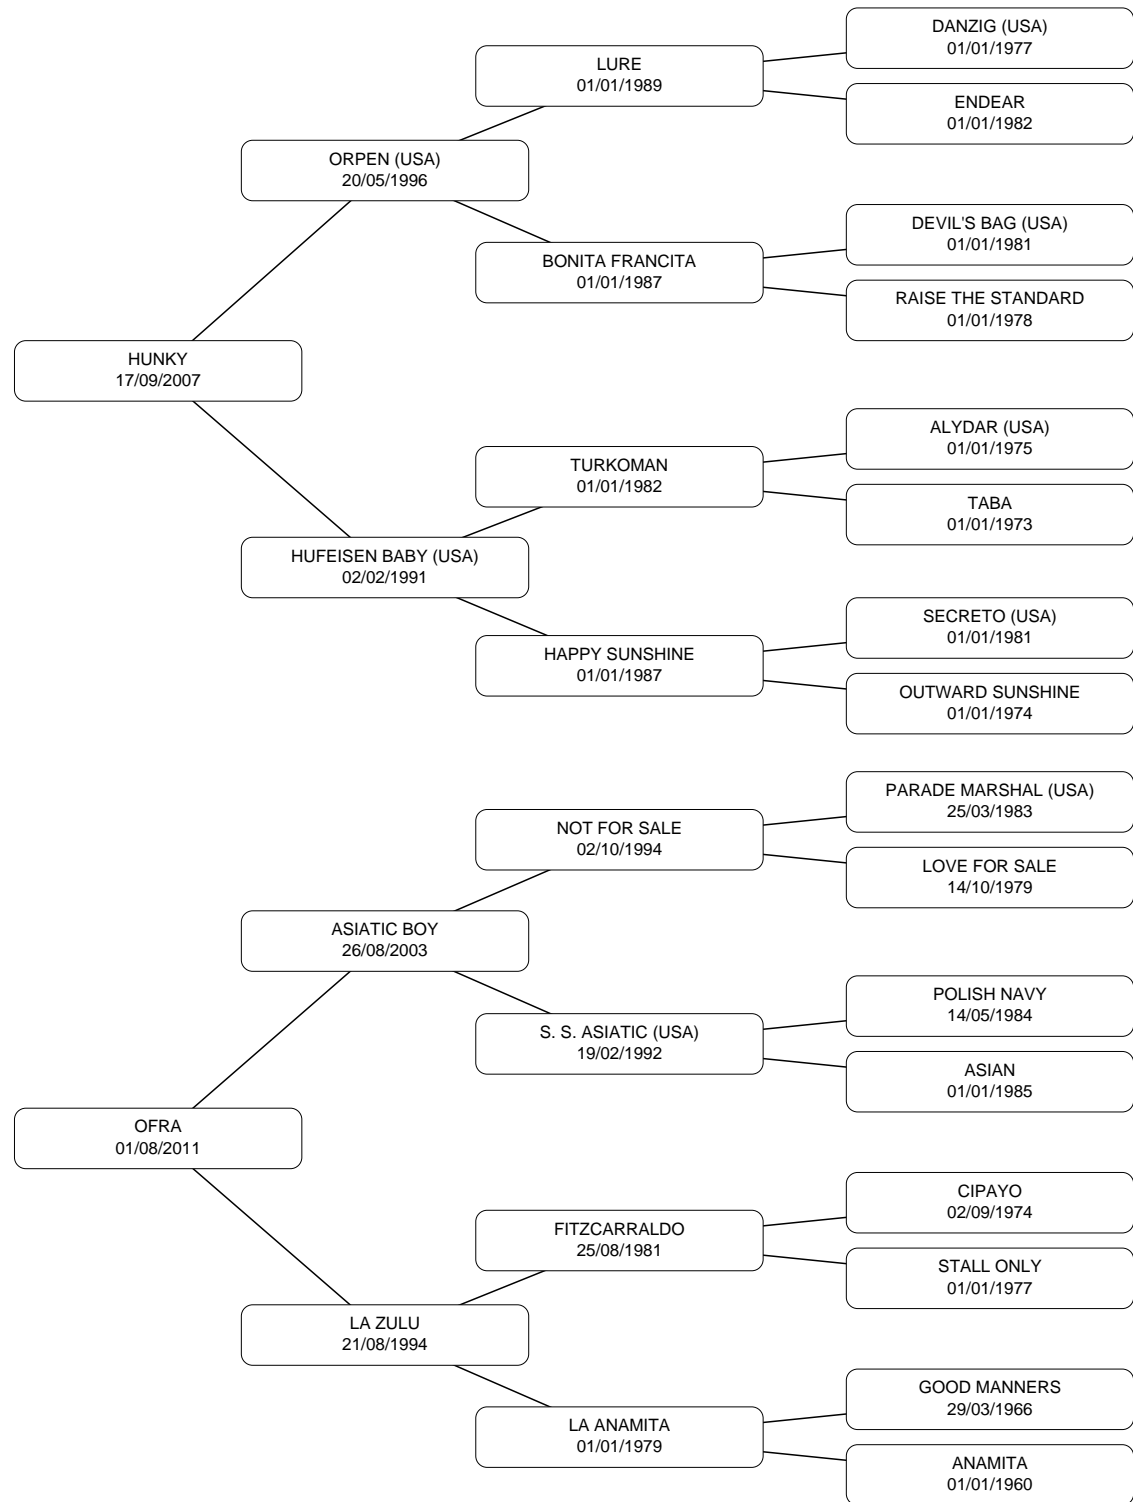 DANZIG (USA)
01/01/1977
LURE
01/01/1989
ENDEAR
01/01/1982
ORPEN (USA)
20/05/1996
DEVIL'S BAG (USA)
01/01/1981
BONITA FRANCITA
01/01/1987
RAISE THE STANDARD
01/01/1978
HUNKY
17/09/2007
ALYDAR (USA)
01/01/1975
TURKOMAN
01/01/1982
TABA
01/01/1973
HUFEISEN BABY (USA)
02/02/1991
SECRETO (USA)
01/01/1981
HAPPY SUNSHINE
01/01/1987
OUTWARD SUNSHINE
01/01/1974
PARADE MARSHAL (USA)
25/03/1983
NOT FOR SALE
02/10/1994
LOVE FOR SALE
14/10/1979
ASIATIC BOY
26/08/2003
POLISH NAVY
14/05/1984
S. S. ASIATIC (USA)
19/02/1992
ASIAN
01/01/1985
OFRA
01/08/2011
CIPAYO
02/09/1974
FITZCARRALDO
25/08/1981
STALL ONLY
01/01/1977
LA ZULU
21/08/1994
GOOD MANNERS
29/03/1966
LA ANAMITA
01/01/1979
ANAMITA
01/01/1960